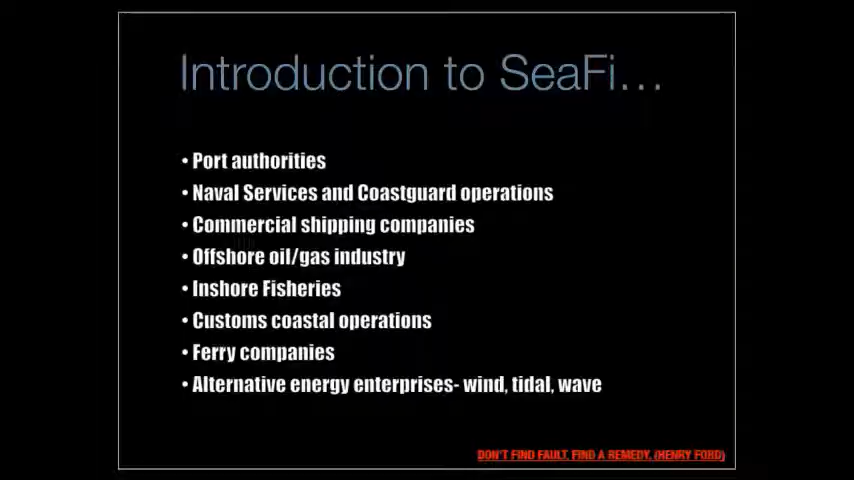 Introduction to SeaFi...
• Port authorities
• Naval Services and Coastguard operations
• Commercial shipping companies
• Offshore oil/gas industry
• Inshore Fisheries
• Customs coastal operations
• Ferry companies
• Alternative energy enterprises- wind, tidal, wave
DON'T FIND FAULT. FIND A REMEDY. (HENRY FORD)